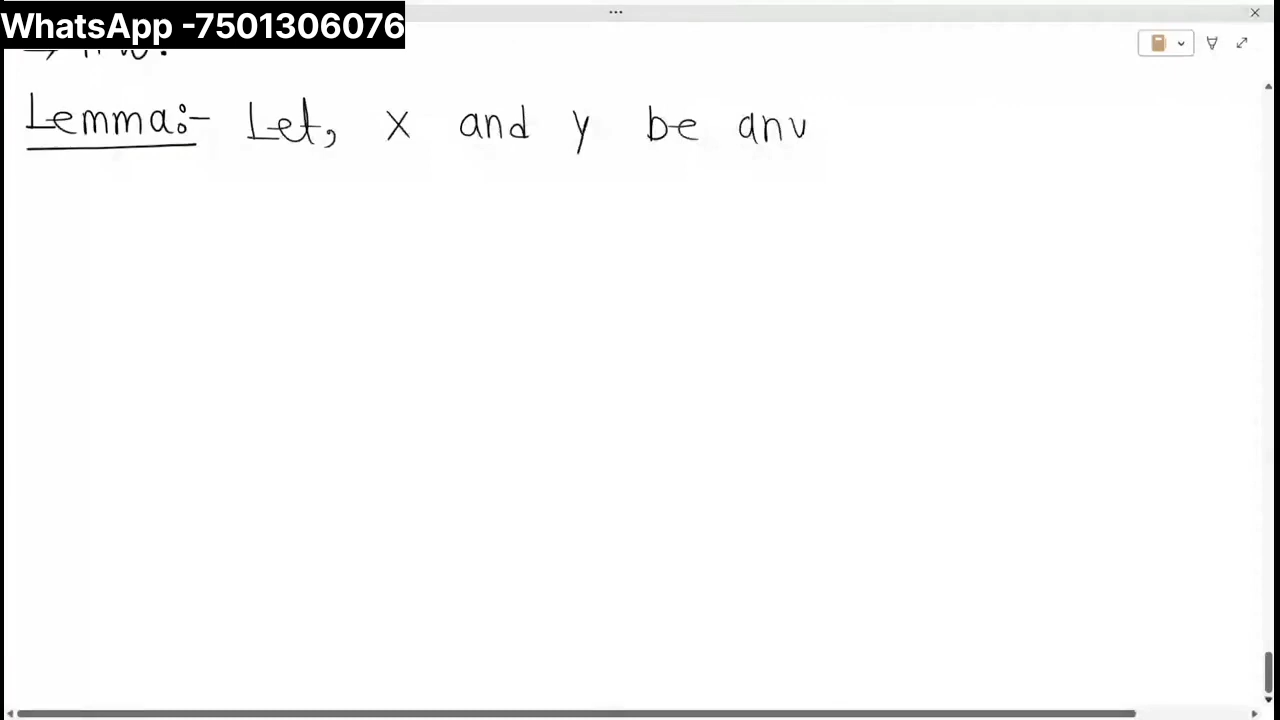 WhatsApp -7501306076
Lemma:- Let, x and y be anv